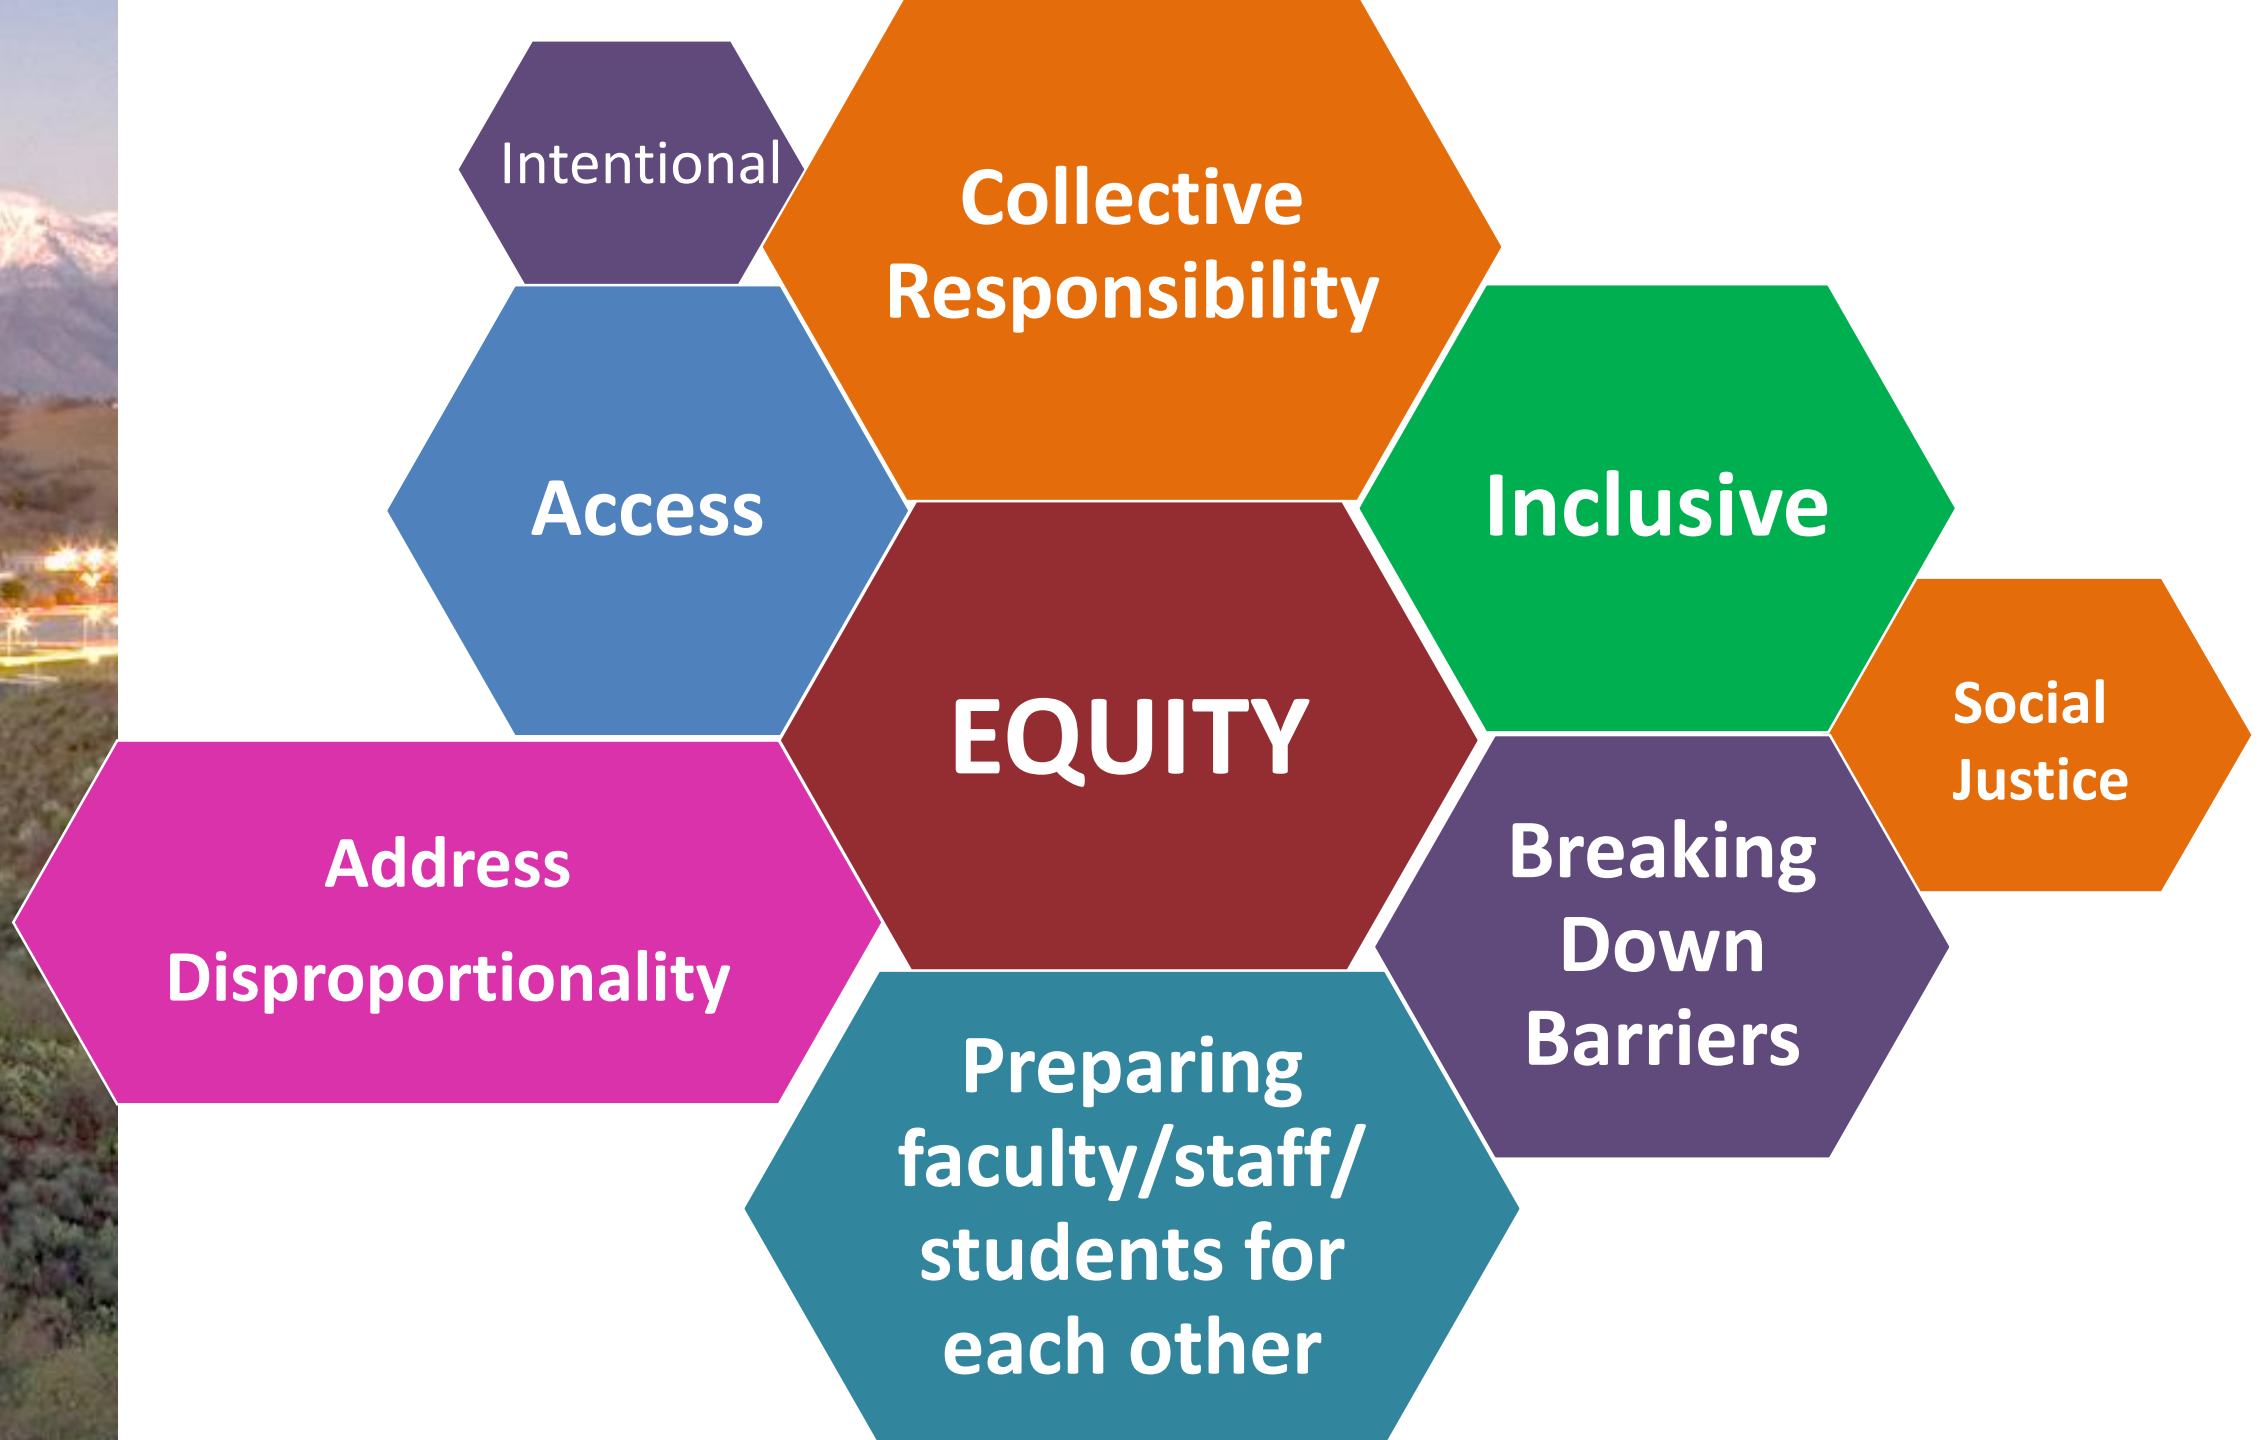 Intentional
Collective
Responsibility
Access
Inclusive
EQUITY
Social
Justice
Address
Disproportionality
Breaking
Down
Barriers
Preparing
faculty/staff/
students for
each other